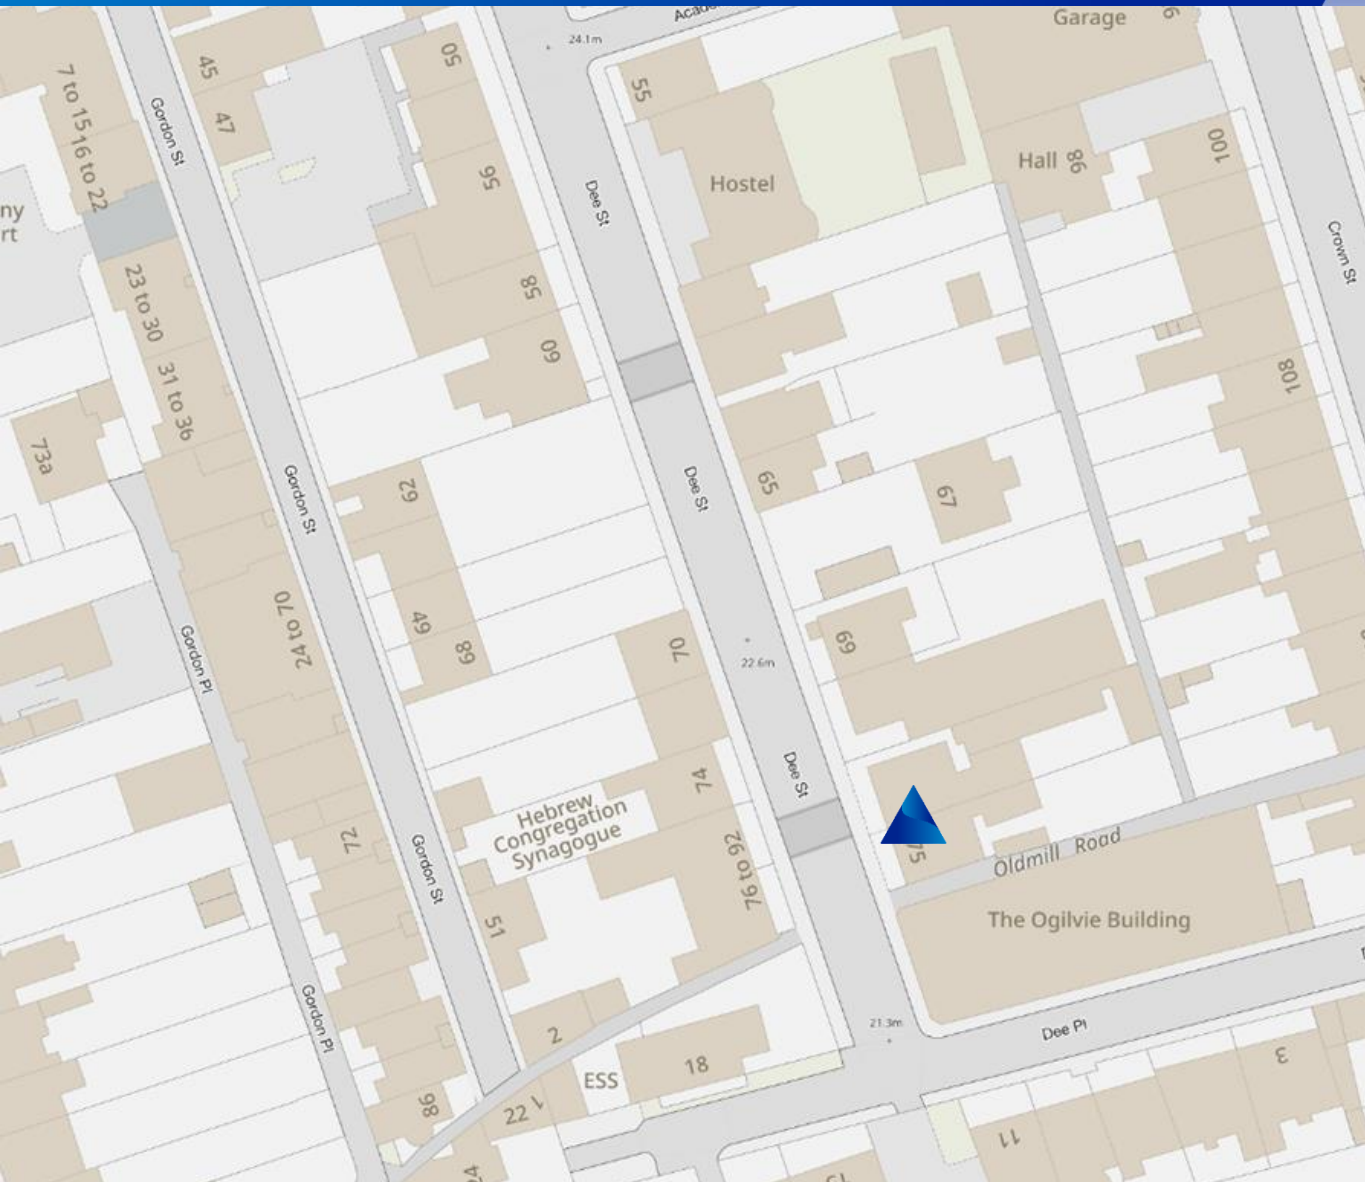 Garage
24.1m
45
50
55
7 to 15
47
Gordon St
16 to 22
100
Hall
98
56
Hostel
Dee St
ny
rt
Crown St
23 to 30
58
60
31 to 36
108
73a
Gordon St
62
Dee St
65
67
24 to 70
49
68
70
69
Gordon Pl
22.6m
74
Dee St
Hebrew
Congregation
Synagogue
72
76 to 92
75
Oldmill Road
Gordon St
51
The Ogilvie Building
Gordon Pl
21.3m
Dee Pl
2
18
3
ESS
86
22
1
11